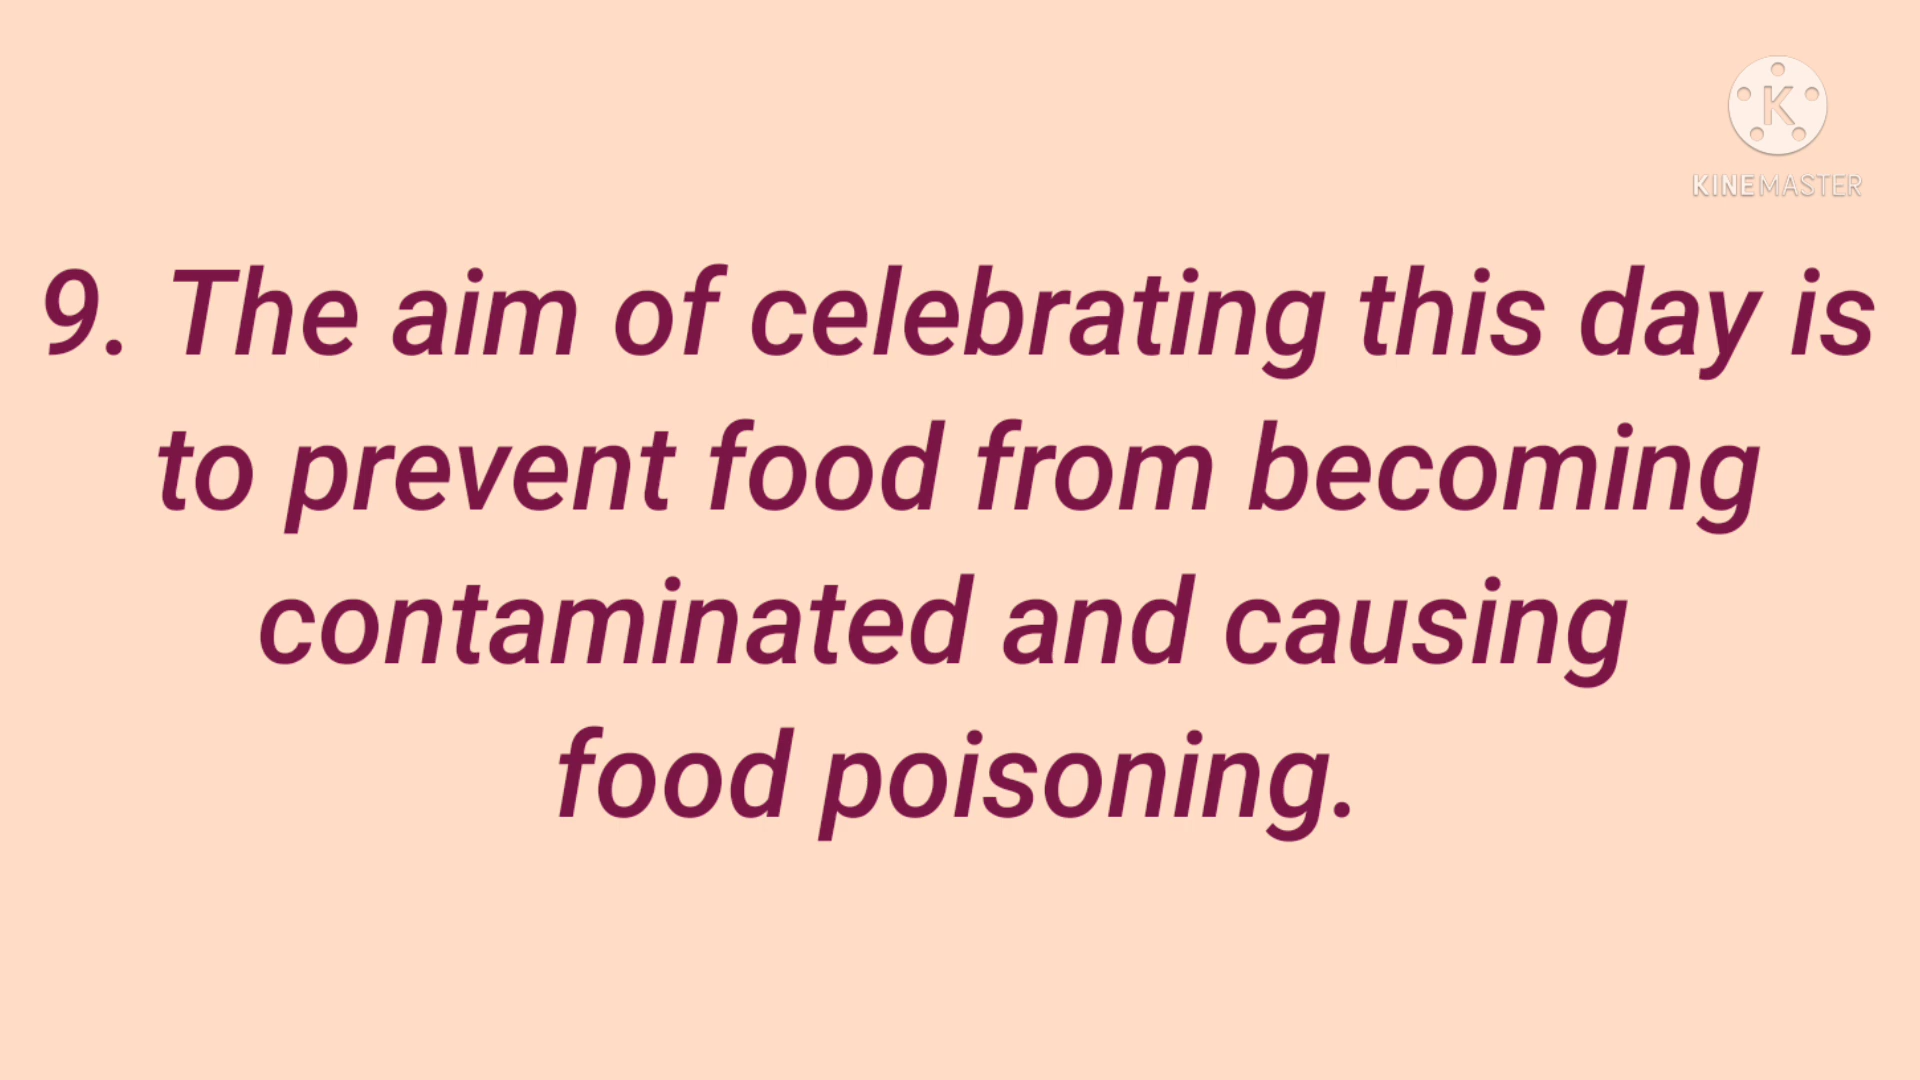 K
KINEMASTER
9. The aim of celebrating this day is
to prevent food from becoming
contaminated and causing
food poisoning.